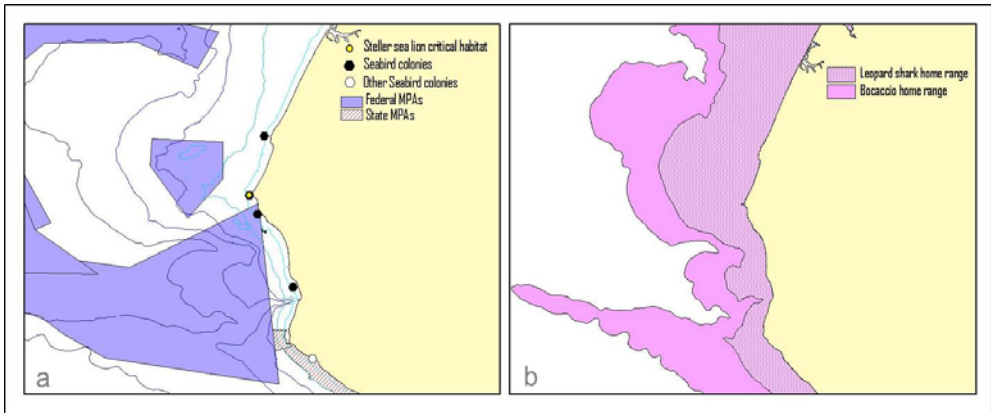 Steller sea lion critical habitat
Seabird colonies
Other Seabird colonies
Federal MPAs
State MPAs
a
Leopard shark home range
Bocaccio home range
b